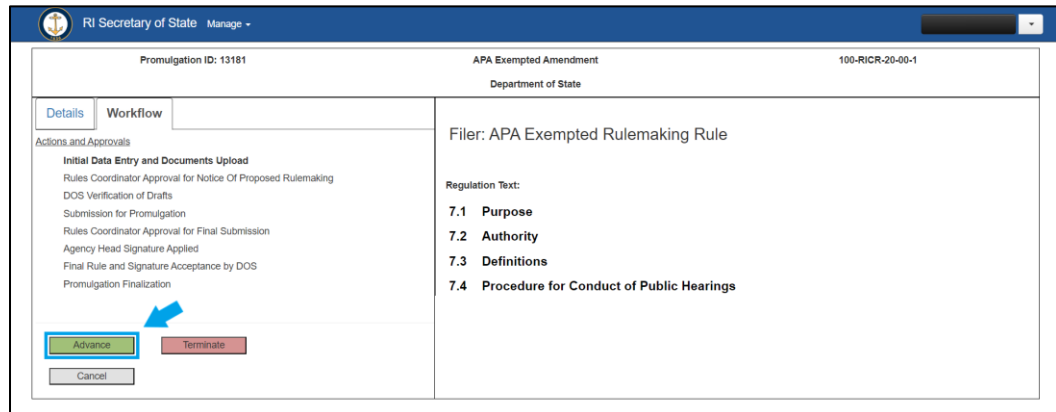 RI Secretary of State Manage
Promulgation ID: 13181 APA Exempted Amendment 100-RICR-20-00-1
Department of State
Details Workflow
Actions and Approvals
Initial Data Entry and Documents Upload
Rules Coordinator Approval for Notice Of Proposed Rulemaking
DOS Verification of Drafts
Submission for Promulgation
Rules Coordinator Approval for Final Submission
Agency Head Signature Applied
Final Rule and Signature Acceptance by DOS
Promulgation Finalization
Advance Terminate
Cancel
Filer: APA Exempted Rulemaking Rule
Regulation Text:
7.1 Purpose
7.2 Authority
7.3 Definitions
7.4 Procedure for Conduct of Public Hearings